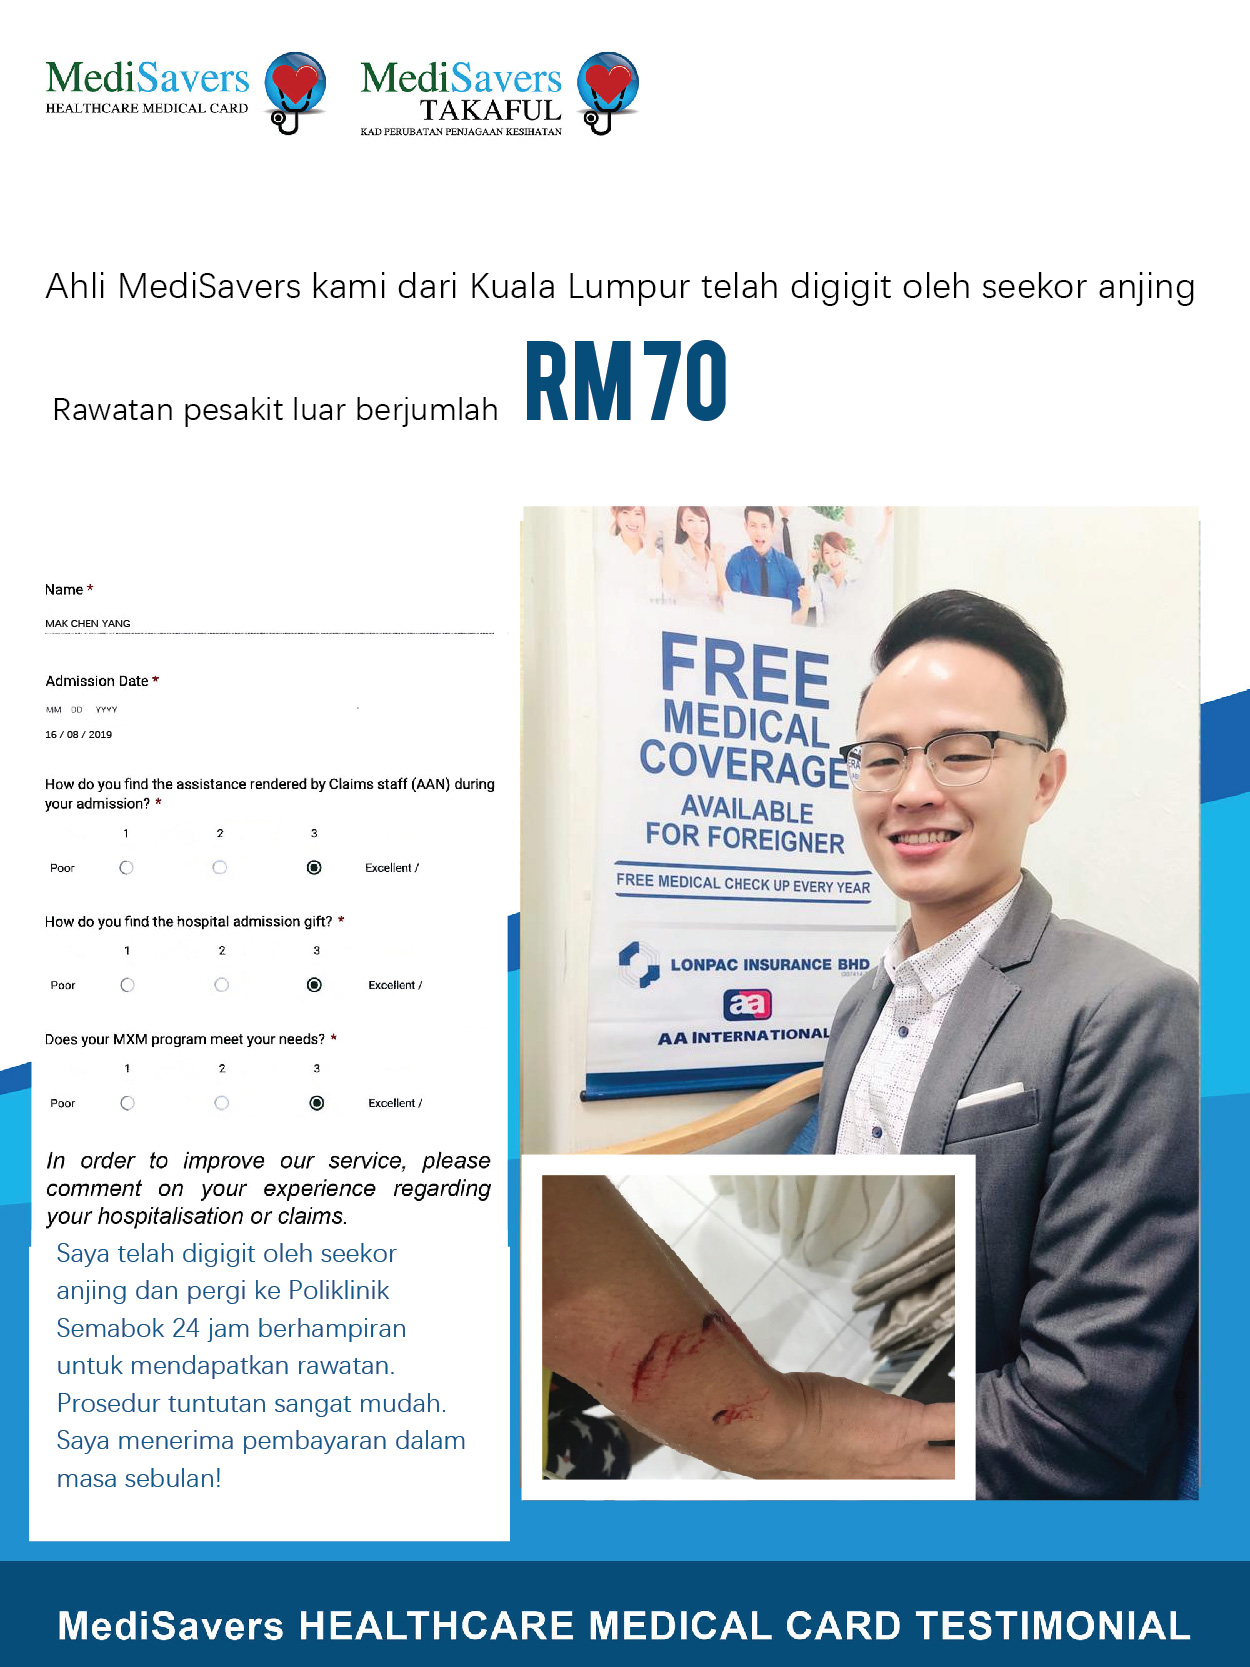 MediSavers
HEALTHCARE MEDICAL CARD
MediSavers
TAKAFUL
KAD PERUBATAN PENJAGAAN KESIHATAN
Ahli MediSavers kami dari Kuala Lumpur telah digigit oleh seekor anjing
Rawatan pesakit luar berjumlah RM70
Name *
MAK CHEN YANG
Admission Date *
MM DD YYYY
16 / 08 / 2019
How do you find the assistance rendered by Claims staff (AAN) during
your admission? *
1 2 3
Poor Excellent /
How do you find the hospital admission gift? *
1 2 3
Poor Excellent /
Does your MXM program meet your needs? *
1 2 3
Poor Excellent /
In order to improve our service, please
comment on your experience regarding
your hospitalisation or claims.
Saya telah digigit oleh seekor
anjing dan pergi ke Poliklinik
Semabok 24 jam berhampiran
untuk mendapatkan rawatan.
Prosedur tuntutan sangat mudah.
Saya menerima pembayaran dalam
masa sebulan!
FREE
MEDICAL
COVERAGE
AVAILABLE
FOR FOREIGNER
FREE MEDICAL CHECK UP EVERY YEAR
LONPAC INSURANCE BHD
aa
AA INTERNATIONAL
MediSavers HEALTHCARE MEDICAL CARD TESTIMONIAL